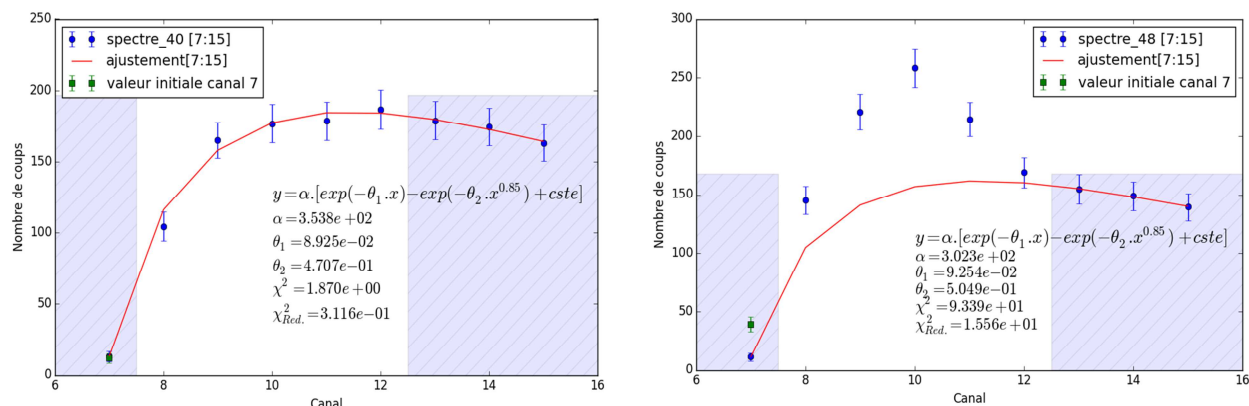 250
200
150
100
50
0
6
8
10
12
14
16
Nombre de coups
Canal
spectre_40 [7:15]
ajustement[7:15]
valeur initiale canal 7
y=α.[exp(−θ₁.x)−exp(−θ₂.x^0.85)+cste]
α=3.538e+02
θ₁=8.925e−02
θ₂=4.707e−01
χ²=1.870e+00
χ²Red.=3.116e−01
300
250
200
150
100
50
0
6
8
10
12
14
16
Nombre de coups
Canal
spectre_48 [7:15]
ajustement[7:15]
valeur initiale canal 7
y=α.[exp(−θ₁.x)−exp(−θ₂.x^0.85)+cste]
α=3.023e+02
θ₁=9.254e−02
θ₂=5.049e−01
χ²=9.339e+01
χ²Red.=1.556e+01